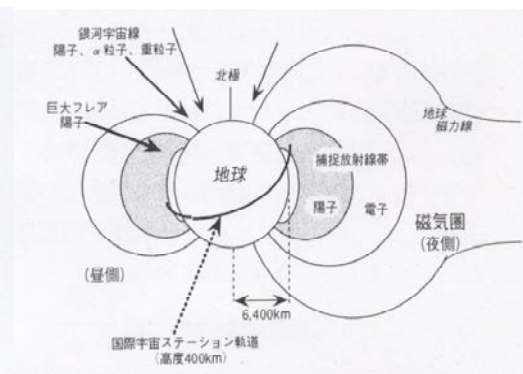 銀河宇宙線
陽子、α粒子、重粒子
北極
巨大フレア
陽子
地球
磁力線
地球
捕捉放射線帯
陽子
電子
磁気圏
(夜側)
(昼側)
6,400km
国際宇宙ステーション軌道
(高度400km)